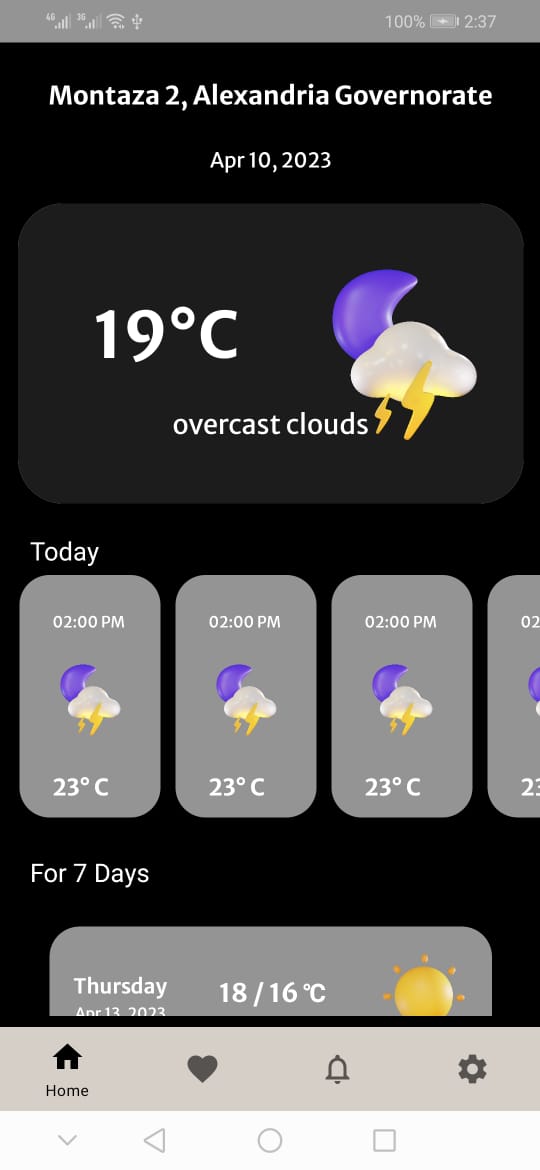 4G 3G 100% 2:37
Montaza 2, Alexandria Governorate
Apr 10, 2023
19°C
overcast clouds
Today
02:00 PM 02:00 PM 02:00 PM 02
23° C 23° C 23° C 23
For 7 Days
Thursday 18 / 16 °C
Apr 13, 2023
Home